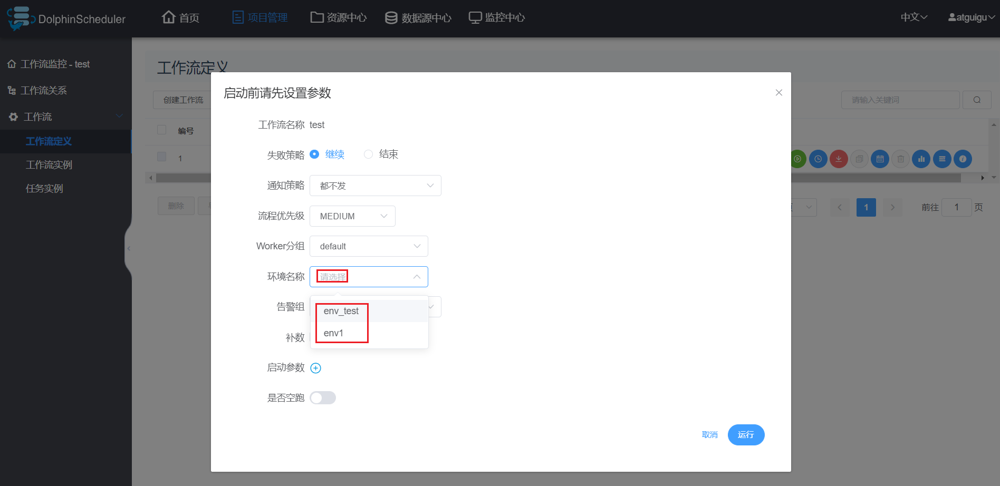 DolphinScheduler
首页
项目管理
资源中心
数据源中心
监控中心
中文
atguigu
工作流监控 - test
工作流关系
工作流
工作流定义
工作流实例
任务实例
工作流定义
创建工作流
请输入关键词
编号
1
删除
1
前往 1 页
启动前请先设置参数
工作流名称 test
失败策略 继续 结束
通知策略 都不发
流程优先级 MEDIUM
Worker分组 default
环境名称 请选择
告警组
env_test
env1
补数
启动参数
是否空跑
取消 运行